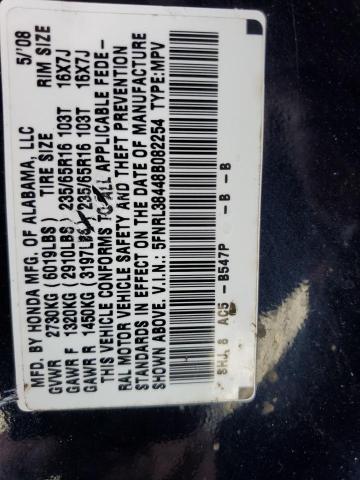 MFD. BY HONDA MFG. OF ALABAMA, LLC 5/'08
GVWR 2730KG (6019LBS) TIRE SIZE RIM SIZE
GAWR F 1320KG (2910LBS) 235/65R16 103T 16X7J
GAWR R 1450KG (3197LBS) 235/65R16 103T 16X7J
THIS VEHICLE CONFORMS TO ALL APPLICABLE FEDE-
RAL MOTOR VEHICLE SAFETY AND THEFT PREVENTION
STANDARDS IN EFFECT ON THE DATE OF MANUFACTURE
SHOWN ABOVE. V.I.N.: 5FNRL38448B082254 TYPE:MPV
SHJ 8 AC5 -B547P -B -B